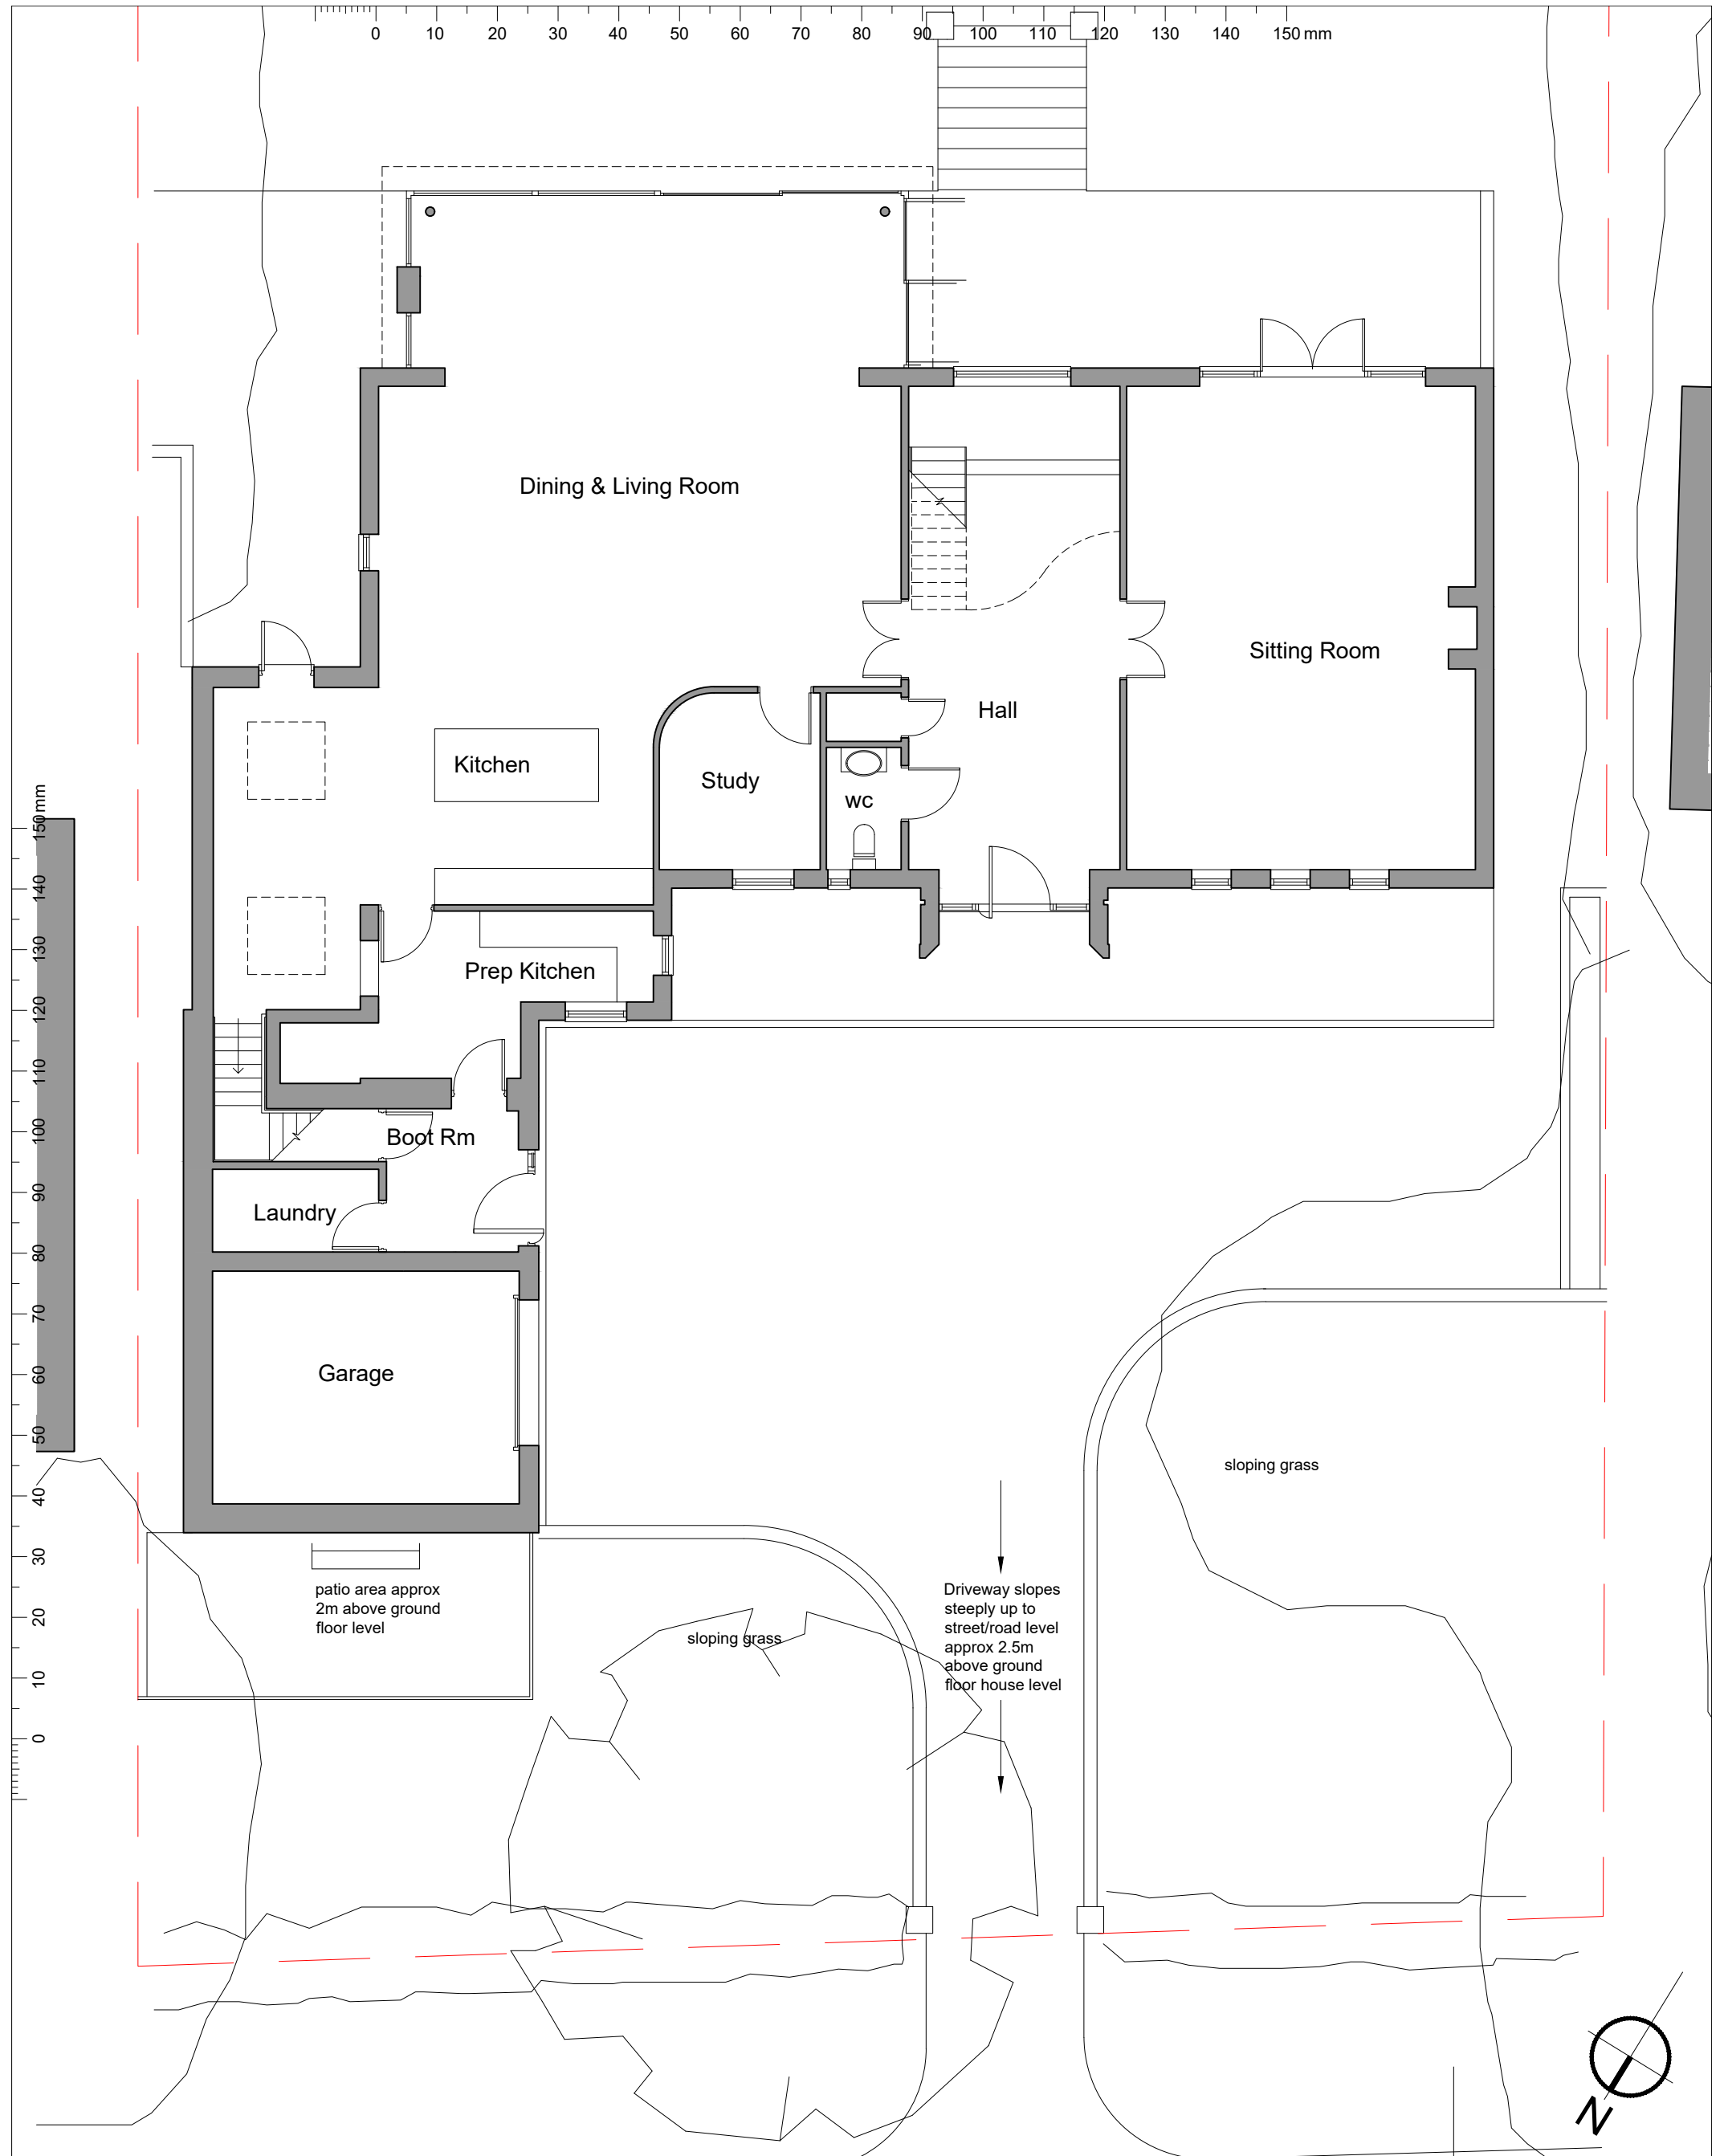 0 10 20 30 40 50 60 70 80 90 100 110 120 130 140 150 mm
Dining & Living Room
Sitting Room
Hall
Kitchen
Study
WC
150 mm
140
130
120
110
100
90
80
70
60
50
40
30
20
10
0
Prep Kitchen
Boot Rm
Laundry
Garage
sloping grass
patio area approx
2m above ground
floor level
sloping grass
Driveway slopes
steeply up to
street/road level
approx 2.5m
above ground
floor house level
N